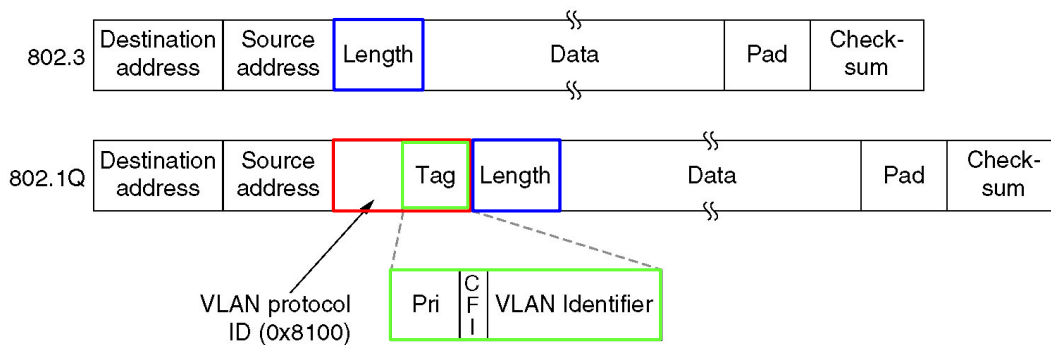 802.3
Destination
address
Source
address
Length
Data
Pad
Check-
sum
802.1Q
Destination
address
Source
address
Tag
Length
Data
Pad
Check-
sum
VLAN protocol
ID (0x8100)
Pri
C
F
I
VLAN Identifier